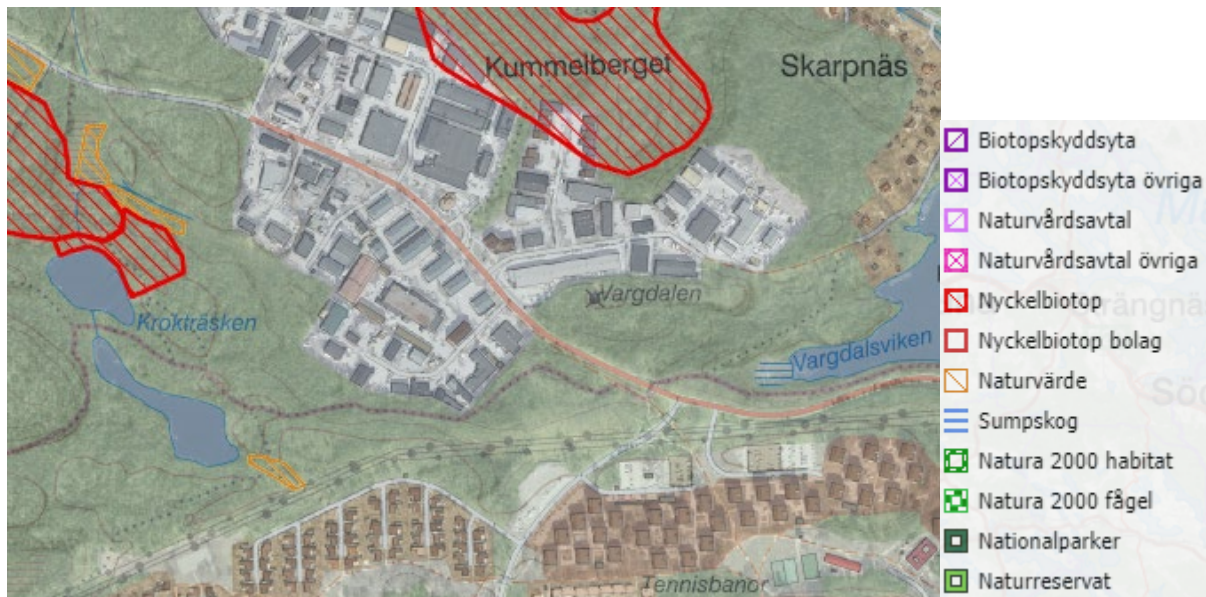 Kummelberget
Skarpnäs
Vargdalen
Krokträsken
Vargdalsviken
Tennisbanor
Biotopskyddsyta
Biotopskyddsyta övriga
Naturvårdsavtal
Naturvårdsavtal övriga
Nyckelbiotop
Nyckelbiotop bolag
Naturvärde
Sumpskog
Natura 2000 habitat
Natura 2000 fågel
Nationalparker
Naturreservat